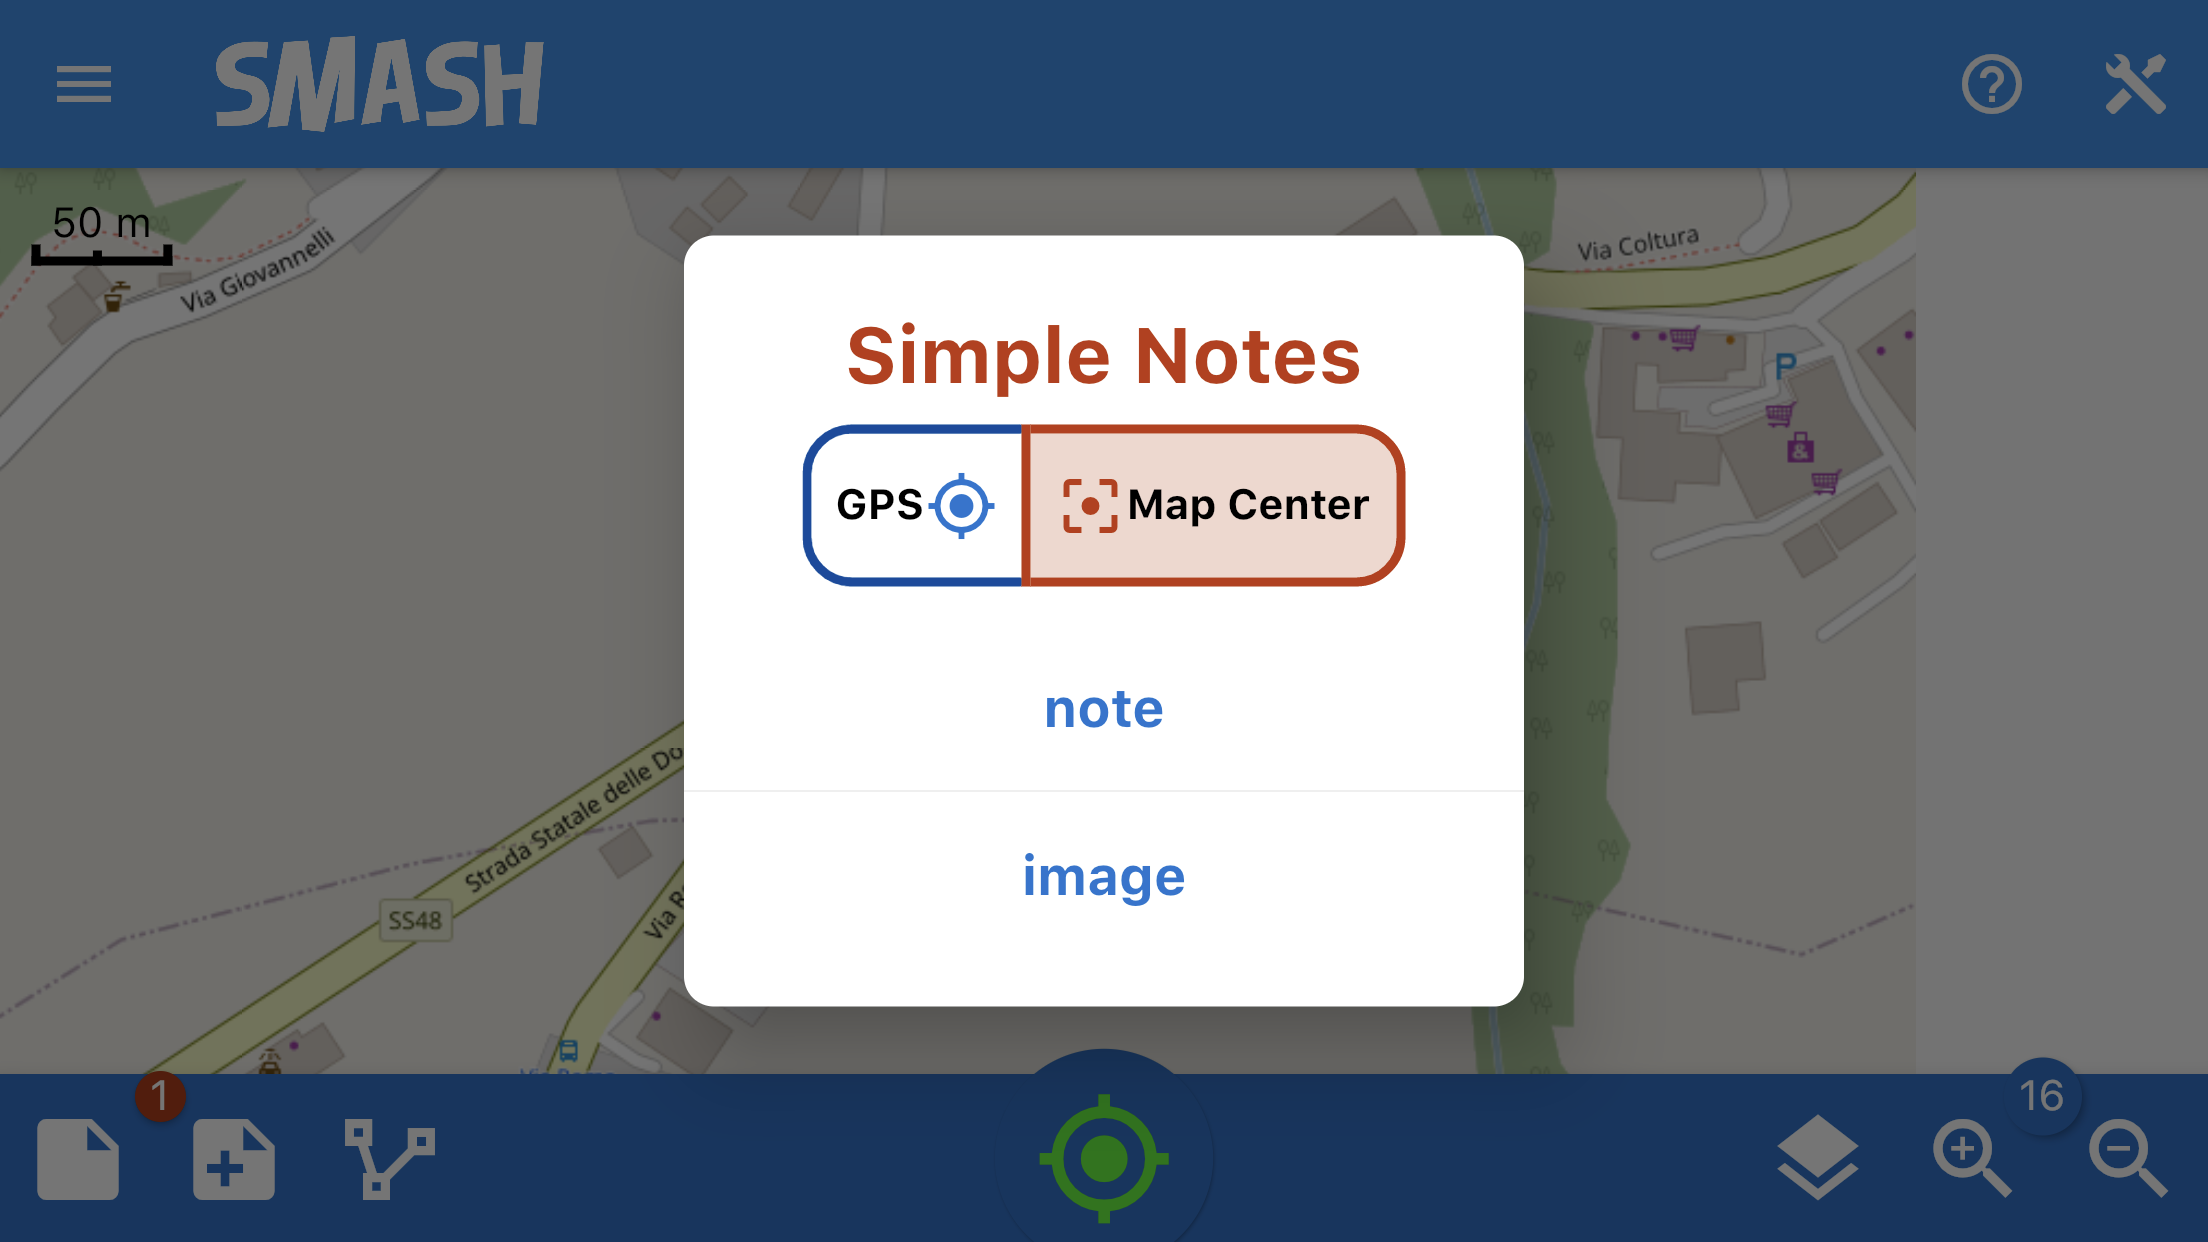 SMASH
50 m
Via Giovannelli
Via Coltura
Simple Notes
P
GPS
Map Center
&
note
Strada Statale delle Do
image
SS48
Via R
1
16